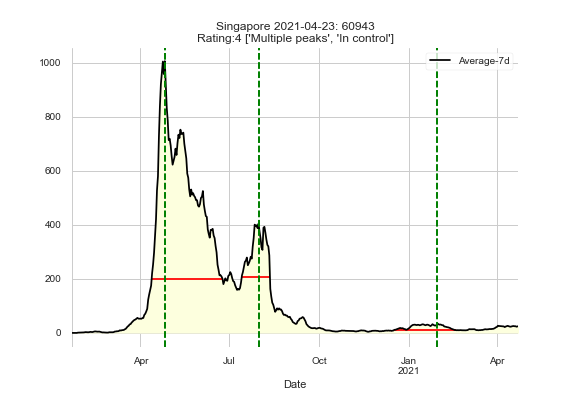 Singapore 2021-04-23: 60943
Rating:4 ['Multiple peaks', 'In control']
Average-7d
1000
800
600
400
200
0
Apr
Jul
Oct
Jan
2021
Apr
Date